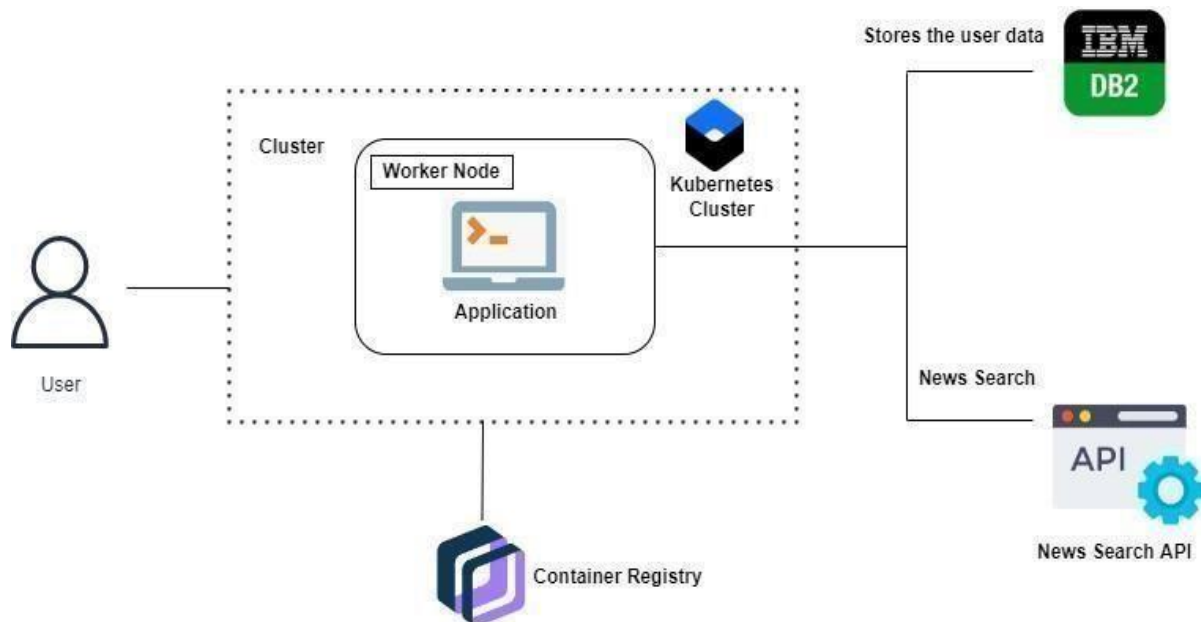 Stores the user data
IBM
DB2
Cluster
Worker Node
Kubernetes
Cluster
Application
User
News Search
API
News Search API
Container Registry